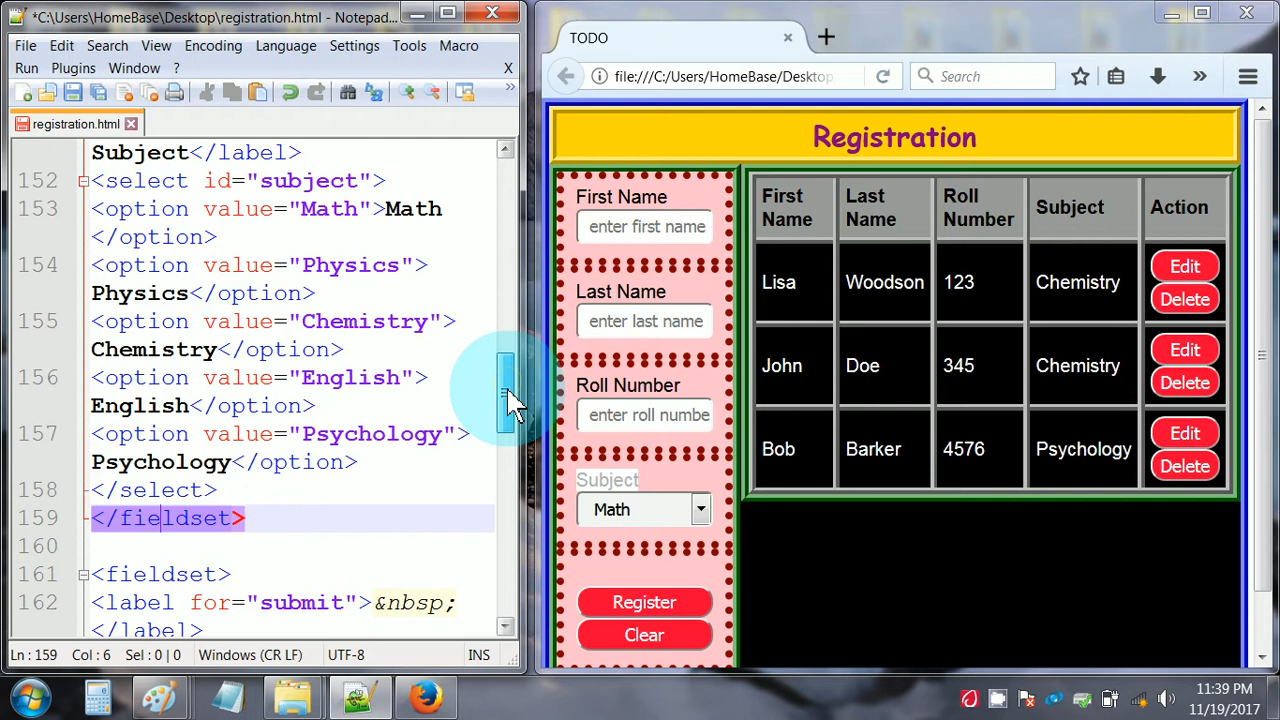 *C:\Users\HomeBase\Desktop\registration.html - Notepad...
File Edit Search View Encoding Language Settings Tools Macro
Run Plugins Window ? X
registration.html
Subject</label>
152 <select id="subject">
153 <option value="Math">Math
</option>
154 <option value="Physics">
Physics</option>
155 <option value="Chemistry">
Chemistry</option>
156 <option value="English">
English</option>
157 <option value="Psychology">
Psychology</option>
158 </select>
159 </fieldset>
160
161 <fieldset>
162 <label for="submit">&nbsp;
</label>
Ln : 159 Col : 6 Sel : 0 | 0 Windows (CR LF) UTF-8 INS
TODO
file:///C:/Users/HomeBase/Desktop
Search
Registration
First Name
enter first name
Last Name
enter last name
Roll Number
enter roll numbe
Subject
Math
Register
Clear
First Name Last Name Roll Number Subject Action
Lisa Woodson 123 Chemistry Edit Delete
John Doe 345 Chemistry Edit Delete
Bob Barker 4576 Psychology Edit Delete
11:39 PM
11/19/2017